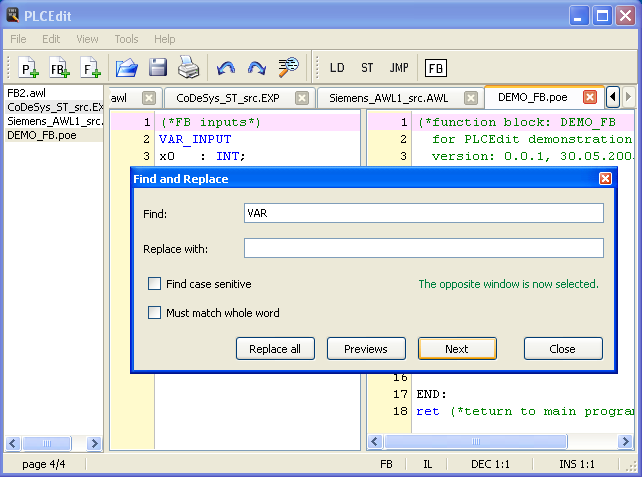 PLCEdit
File Edit View Tools Help
P FB F LD ST JMP FB
FB2.awl
CoDeSys_ST_src.EX
Siemens_AWL1_src.
DEMO_FB.poe
awl CoDeSys_ST_src.EXP Siemens_AWL1_src.AWL DEMO_FB.poe
1 (*FB inputs*)
2 VAR_INPUT
3 x0 : INT;
1 (*function block: DEMO_FB
2 for PLCEdit demonstration
3 version: 0.0.1, 30.05.200
Find and Replace
Find: VAR
Replace with:
Find case senitive
The opposite window is now selected.
Must match whole word
Replace all Previews Next Close
16
17 END:
18 ret (*teturn to main progra
page 4/4 FB IL DEC 1:1 INS 1:1